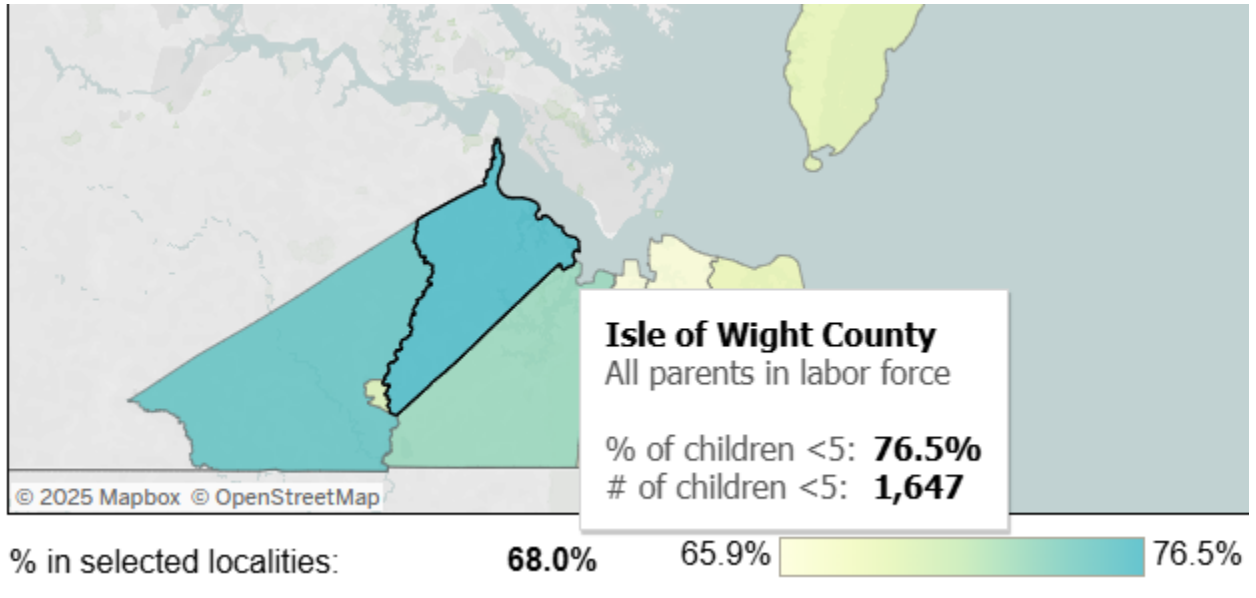 Isle of Wight County
All parents in labor force
% of children <5: 76.5%
# of children <5: 1,647
© 2025 Mapbox © OpenStreetMap
% in selected localities: 68.0% 65.9% 76.5%